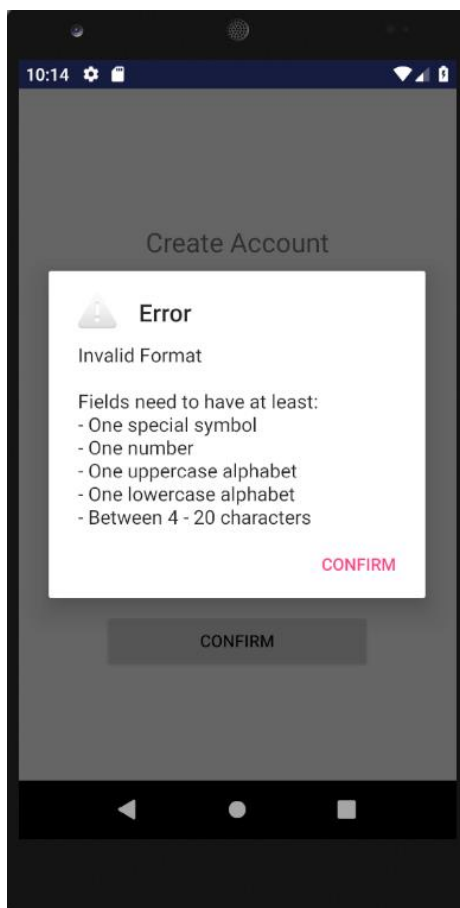 10:14
Create Account
Error
Invalid Format
Fields need to have at least:
- One special symbol
- One number
- One uppercase alphabet
- One lowercase alphabet
- Between 4 - 20 characters
CONFIRM
CONFIRM